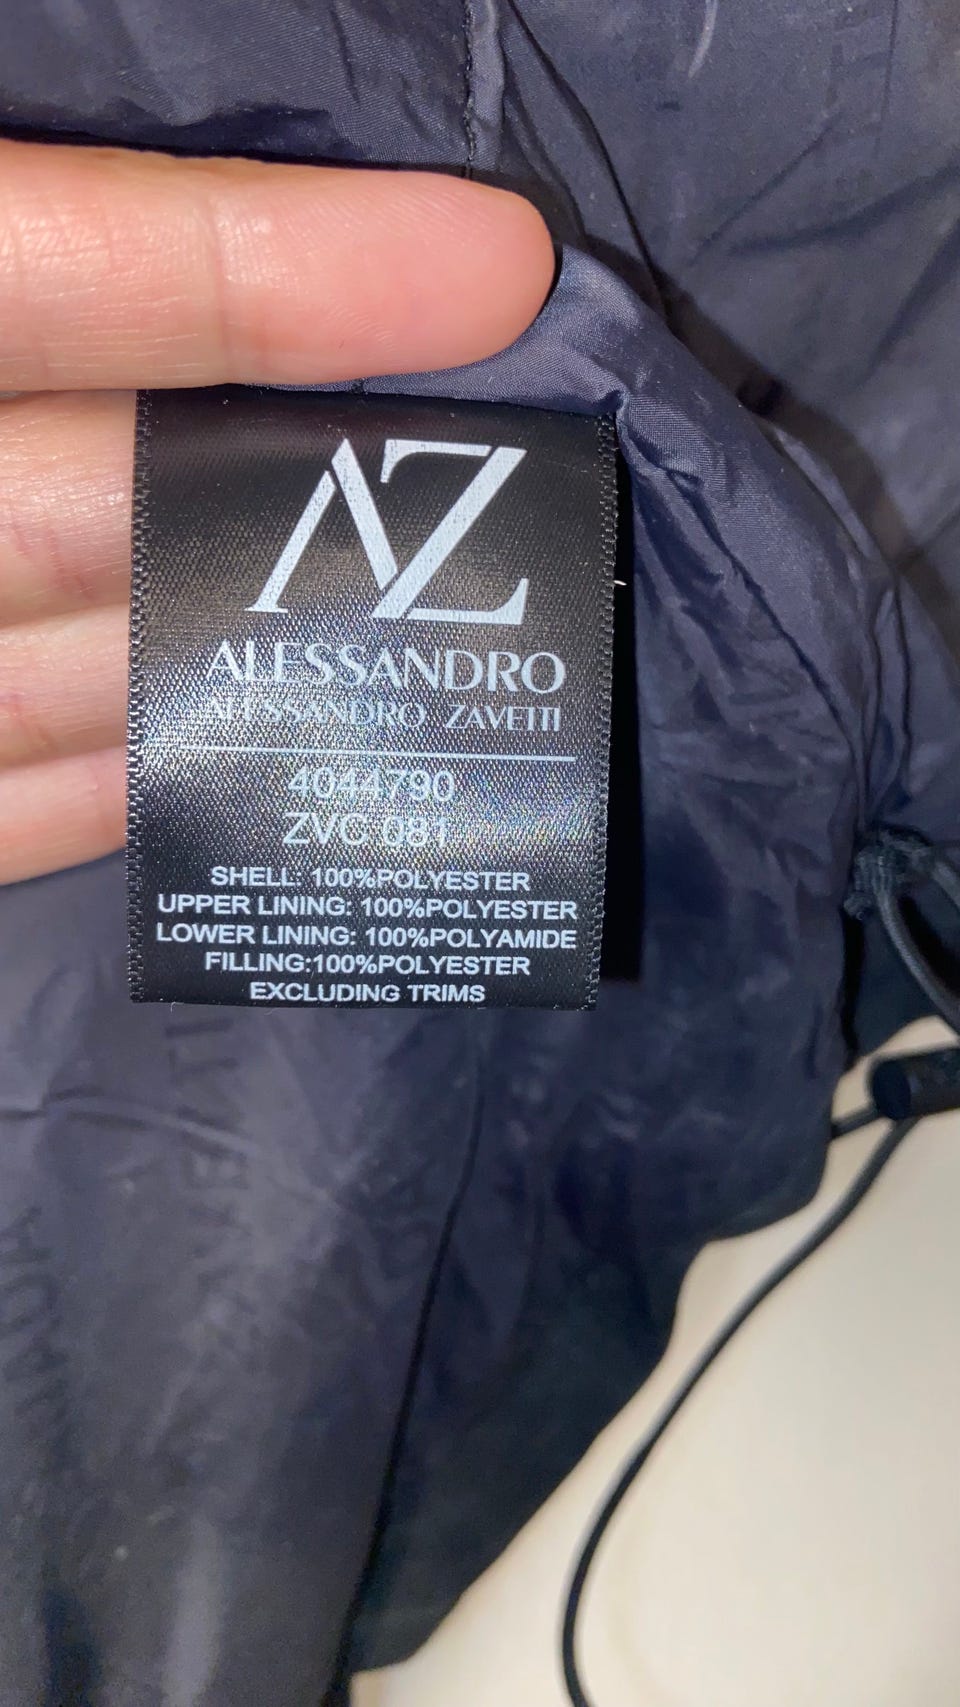 AZ
ALESSANDRO
ALESSANDRO ZAVETTI
4044790
ZVC 081
SHELL: 100%POLYESTER
UPPER LINING: 100%POLYESTER
LOWER LINING: 100%POLYAMIDE
FILLING:100%POLYESTER
EXCLUDING TRIMS